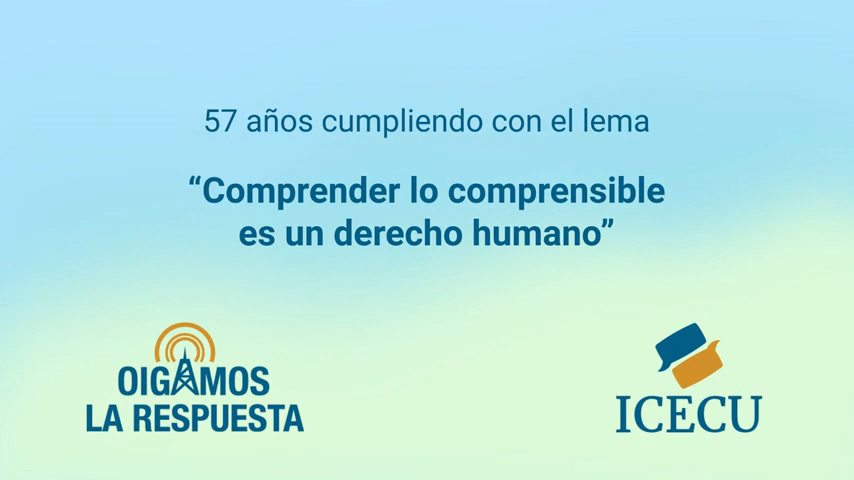 57 años cumpliendo con el lema
“Comprender lo comprensible
es un derecho humano”
OIGAMOS
LA RESPUESTA
ICECU